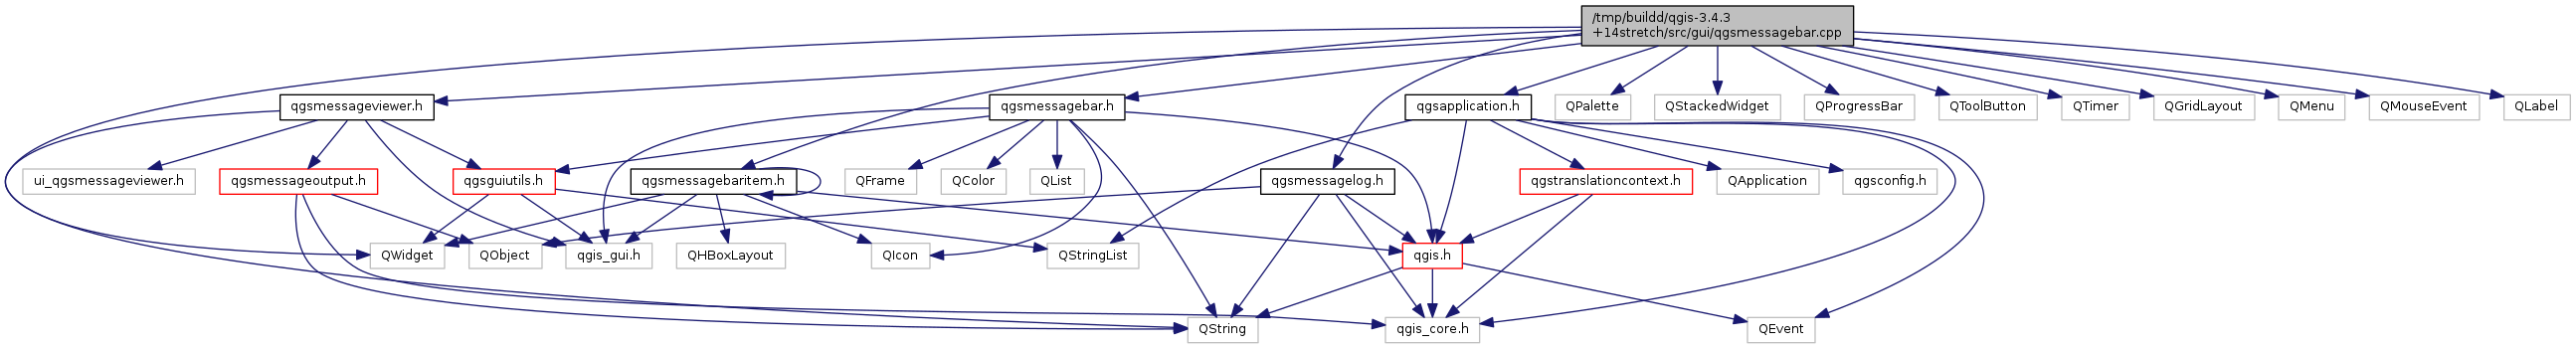 /tmp/buildd/qgis-3.4.3
+14stretch/src/gui/qgsmessagebar.cpp
qgsmessageviewer.h
qgsmessagebar.h
qgsapplication.h
QPalette
QStackedWidget
QProgressBar
QToolButton
QTimer
QGridLayout
QMenu
QMouseEvent
QLabel
ui_qgsmessageviewer.h
qgsmessageoutput.h
qgsguiutils.h
qgsmessagebaritem.h
QFrame
QColor
QList
qgsmessagelog.h
qgstranslationcontext.h
QApplication
qgsconfig.h
QWidget
QObject
qgis_gui.h
QHBoxLayout
QIcon
QStringList
qgis.h
QString
qgis_core.h
QEvent